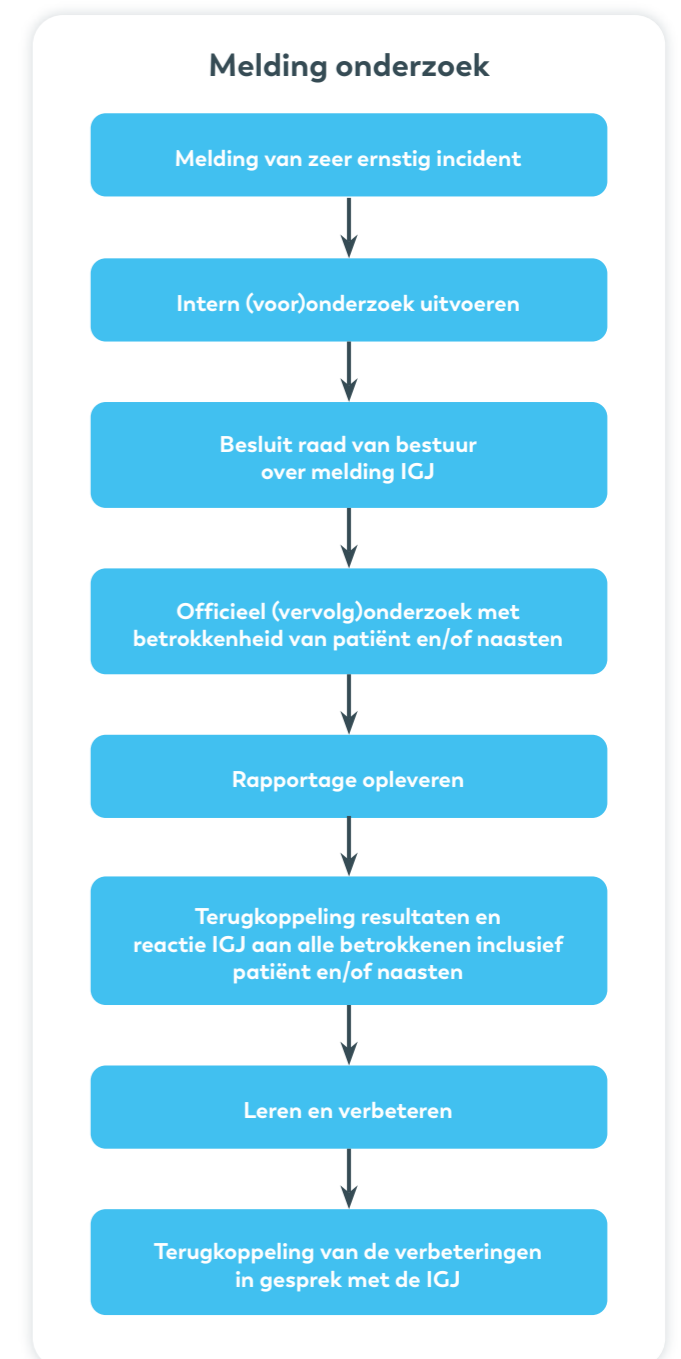 Melding onderzoek
Melding van zeer ernstig incident
Intern (voor)onderzoek uitvoeren
Besluit raad van bestuur
over melding IGJ
Officieel (vervolg)onderzoek met
betrokkenheid van patiënt en/of naasten
Rapportage opleveren
Terugkoppeling resultaten en
reactie IGJ aan alle betrokkenen inclusief
patiënt en/of naasten
Leren en verbeteren
Terugkoppeling van de verbeteringen
in gesprek met de IGJ